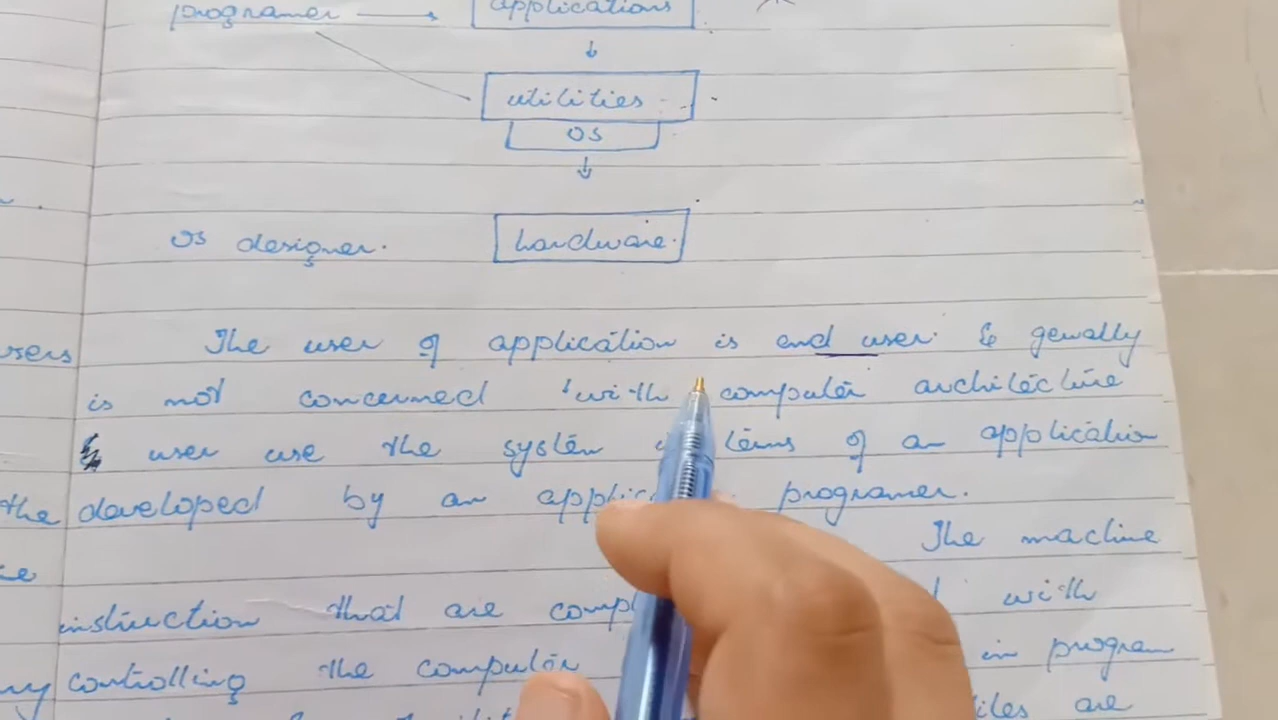 programer applications
utilities
OS
OS designer. hardware.
The user of application is end user. & genally
users
is not concerned with computer architecture
user use the system terms of an application
the developed by an programer.
The machine
instruction that are with
controlling the computer in program
are